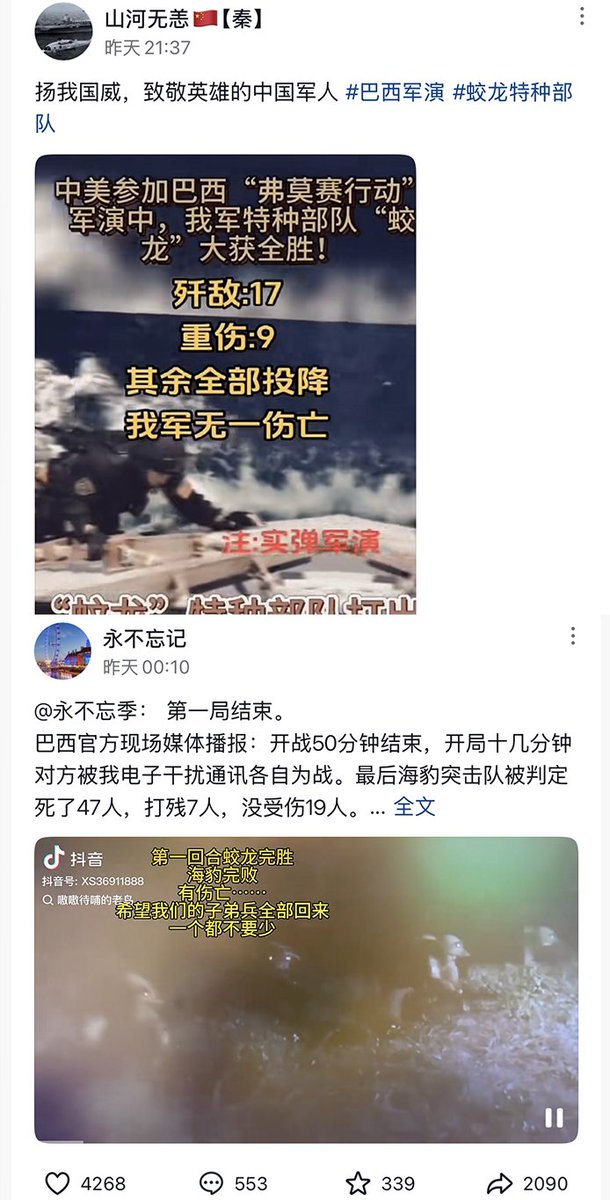 山河无恙🇨🇳【秦】
昨天 21:37
扬我国威，致敬英雄的中国军人 #巴西军演 #蛟龙特种部
队
中美参加巴西“弗莫赛行动”
军演中，我军特种部队“蛟
龙”大获全胜！
歼敌:17
重伤:9
其余全部投降
我军无一伤亡
注:实弹军演
“蛟龙”特种部队打出
永不忘记
昨天 00:10
@永不忘季： 第一局结束。
巴西官方现场媒体播报：开战50分钟结束，开局十几分钟
对方被我电子干扰通讯各自为战。最后海豹突击队被判定
死了47人，打残7人，没受伤19人。... 全文
抖音
抖音号: XS36911888
嗷嗷待哺的老鸟
第一回合蛟龙完胜
海豹完败
有伤亡……
希望我们的子弟兵全部回来
一个都不要少
4268
553
339
2090